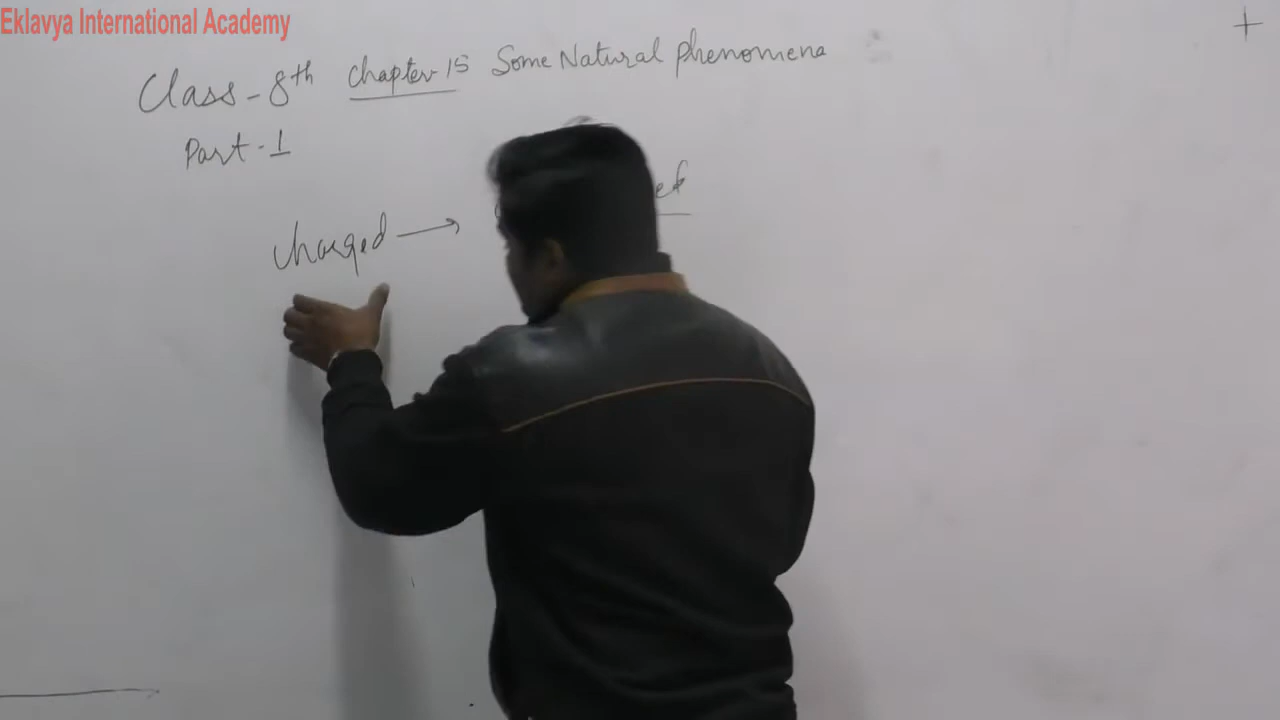 Eklavya International Academy
+
Class - 8th Chapter 15 Some Natural Phenomena
Part - 1
Charged →